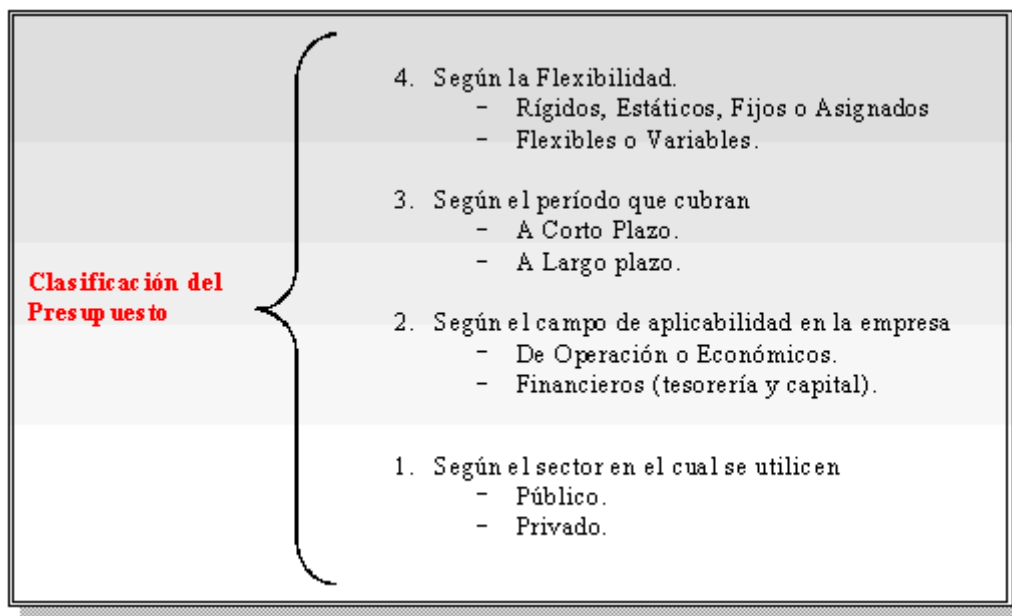 Clasificación del
Presupuesto
4. Según la Flexibilidad.
- Rígidos, Estáticos, Fijos o Asignados
- Flexibles o Variables.
3. Según el período que cubran
- A Corto Plazo.
- A Largo plazo.
2. Según el campo de aplicabilidad en la empresa
- De Operación o Económicos.
- Financieros (tesorería y capital).
1. Según el sector en el cual se utilicen
- Público.
- Privado.